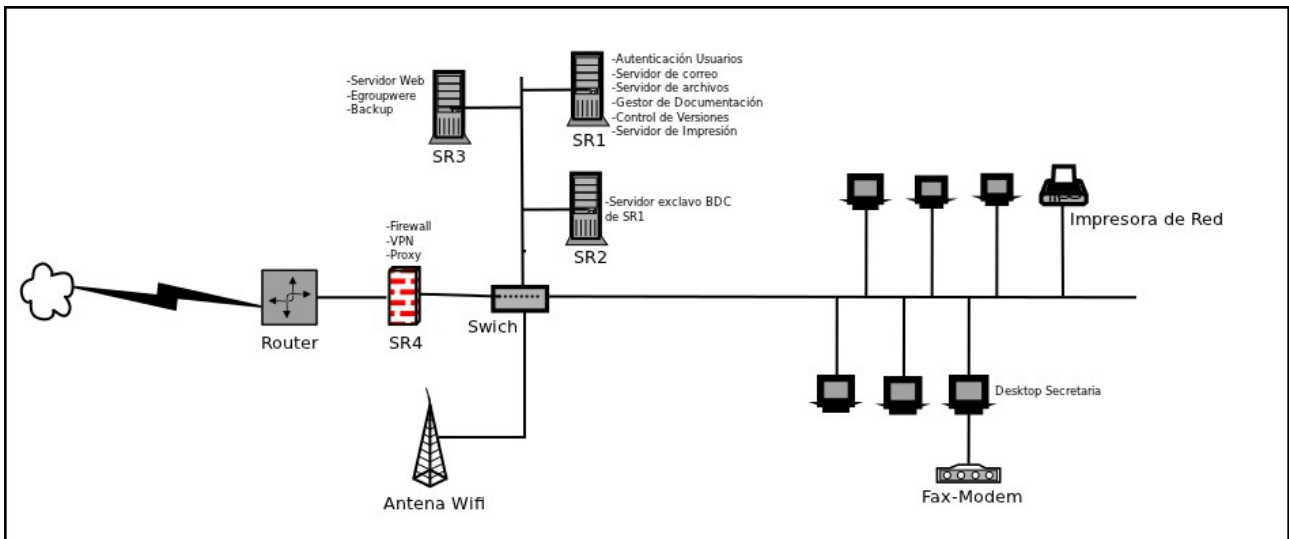 -Autenticación Usuarios
-Servidor de correo
-Servidor de archivos
-Gestor de Documentación
-Control de Versiones
-Servidor de Impresión
SR1
-Servidor Web
-Egroupwere
-Backup
SR3
-Servidor exclavo BDC
de SR1
SR2
-Firewall
-VPN
-Proxy
SR4
Router
Swich
Antena Wifi
Impresora de Red
Desktop Secretaria
Fax-Modem